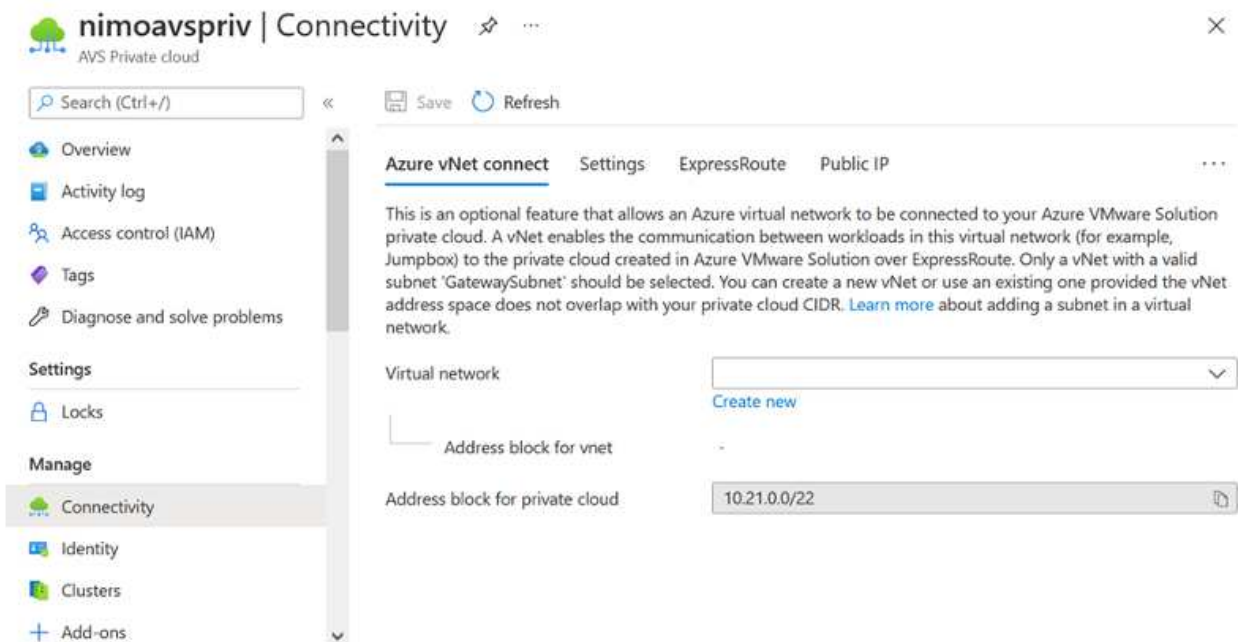 nimoavspriv | Connectivity
AVS Private cloud
Search (Ctrl+/)
«
Overview
Activity log
Access control (IAM)
Tags
Diagnose and solve problems
Settings
Locks
Manage
Connectivity
Identity
Clusters
Add-ons
Save Refresh
Azure vNet connect Settings ExpressRoute Public IP
This is an optional feature that allows an Azure virtual network to be connected to your Azure VMware Solution
private cloud. A vNet enables the communication between workloads in this virtual network (for example,
Jumpbox) to the private cloud created in Azure VMware Solution over ExpressRoute. Only a vNet with a valid
subnet 'GatewaySubnet' should be selected. You can create a new vNet or use an existing one provided the vNet
address space does not overlap with your private cloud CIDR. Learn more about adding a subnet in a virtual
network.
Virtual network
Create new
Address block for vnet -
Address block for private cloud 10.21.0.0/22